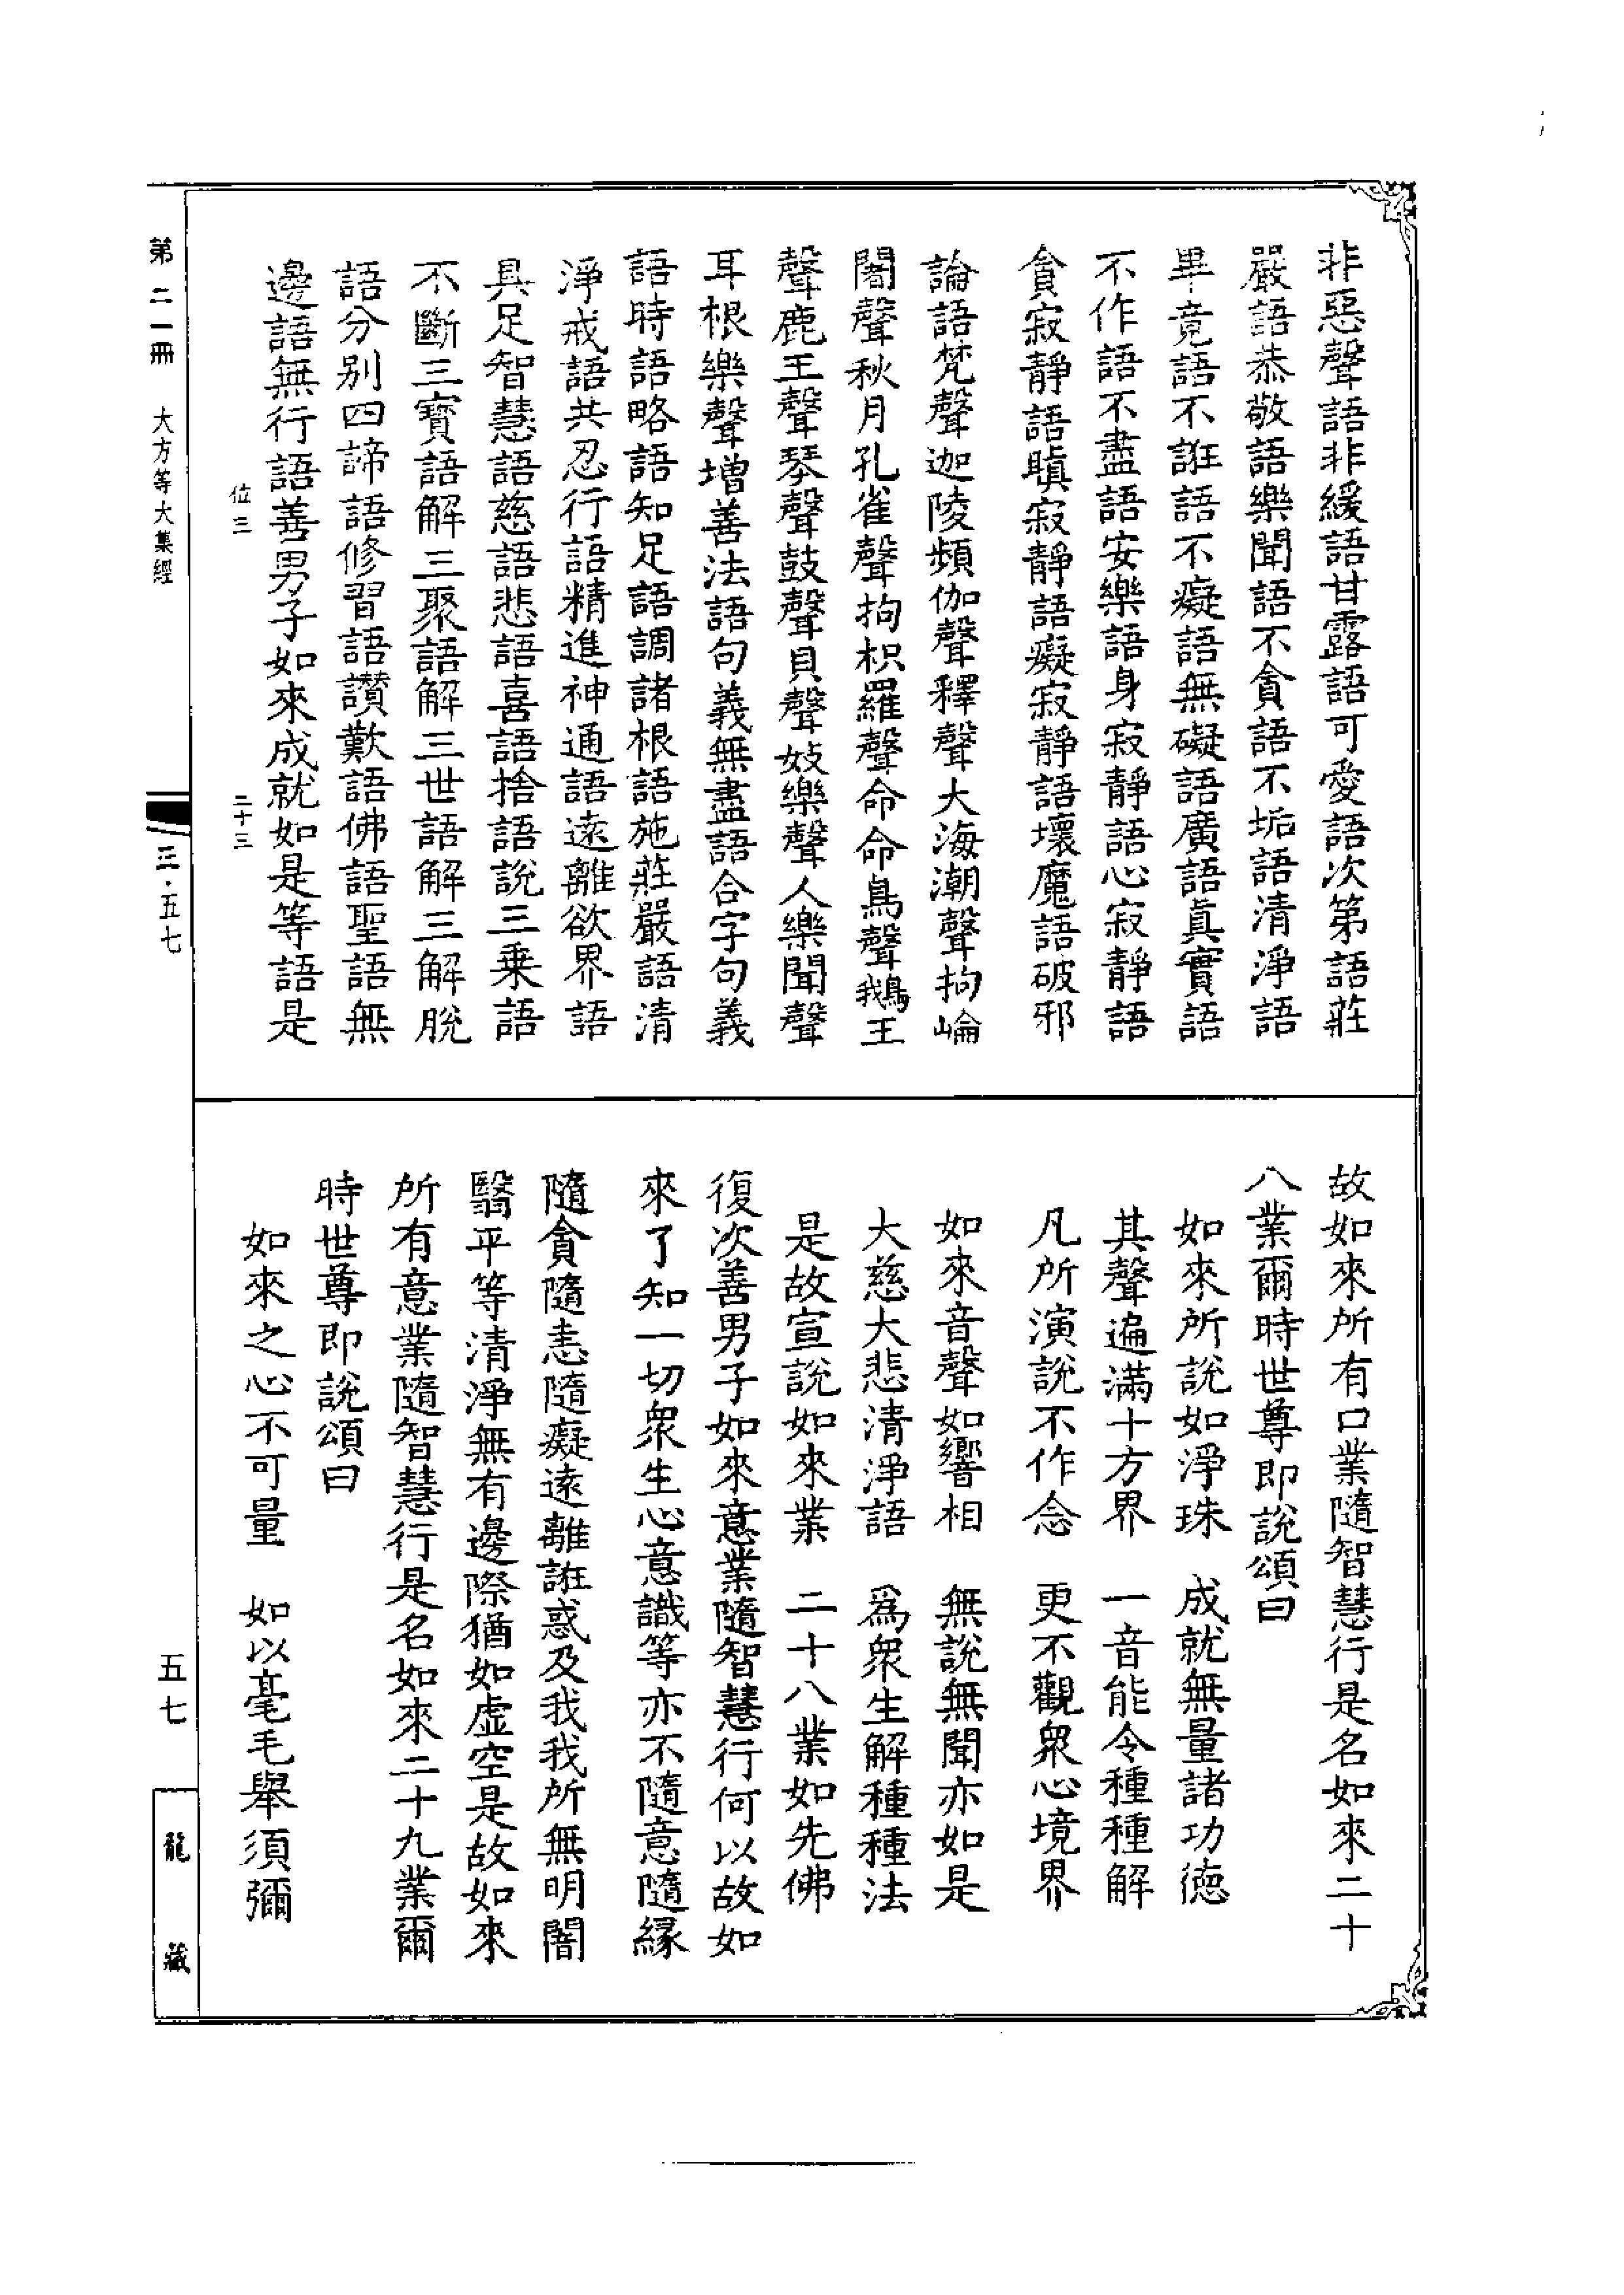 非惡聲語非緩語甘露語可愛語次第語莊
嚴語恭敬語樂聞語不貪語不垢語清淨語
畢竟語不誑語不癡語無礙語廣語眞實語
不作語不盡語安樂語身寂靜語心寂靜語
貪寂靜語瞋寂靜語癡寂靜語壞魔語破邪
論語梵聲迦陵頻伽聲釋聲大海潮聲拘崘
闍聲秋月孔雀聲拘枳羅聲命命鳥聲鵝王
聲鹿王聲琴聲鼓聲貝聲妓樂聲人樂聞聲
耳根樂聲增善法語句義無盡語合字句義
語時語略語知足語調諸根語施莊嚴語清
淨戒語共忍行語精進神通語遠離欲界語
具足智慧語慈語悲語喜語捨語說三乗語
不斷三寶語解三聚語解三世語解三解脫
語分别四諦語修習語讃歎語佛語聖語無
邊語無行語善男子如來成就如是等語是
故如來所有口業隨智慧行是名如來二十
八業爾時世尊即說頌曰
如來所說如淨珠　成就無量諸功德
其聲遍滿十方界　一音能令種種解
凡所演說不作念　更不觀衆心境界
如來音聲如響相　無說無聞亦如是
大慈大悲清淨語　爲衆生解種種法
是故宣說如來業　二十八業如先佛
復次善男子如來意業隨智慧行何以故如
來了知一切衆生心意識等亦不隨意隨緣
隨貪隨恚隨癡遠離誑惑及我我所無明闇
翳平等清淨無有邊際猶如虛空是故如來
所有意業隨智慧行是名如來二十九業爾
時世尊即說頌曰
如來之心不可量　如以毫毛舉須彌
位三　二十三
第二一冊　大方等大集經　三·五七　五七　龍藏